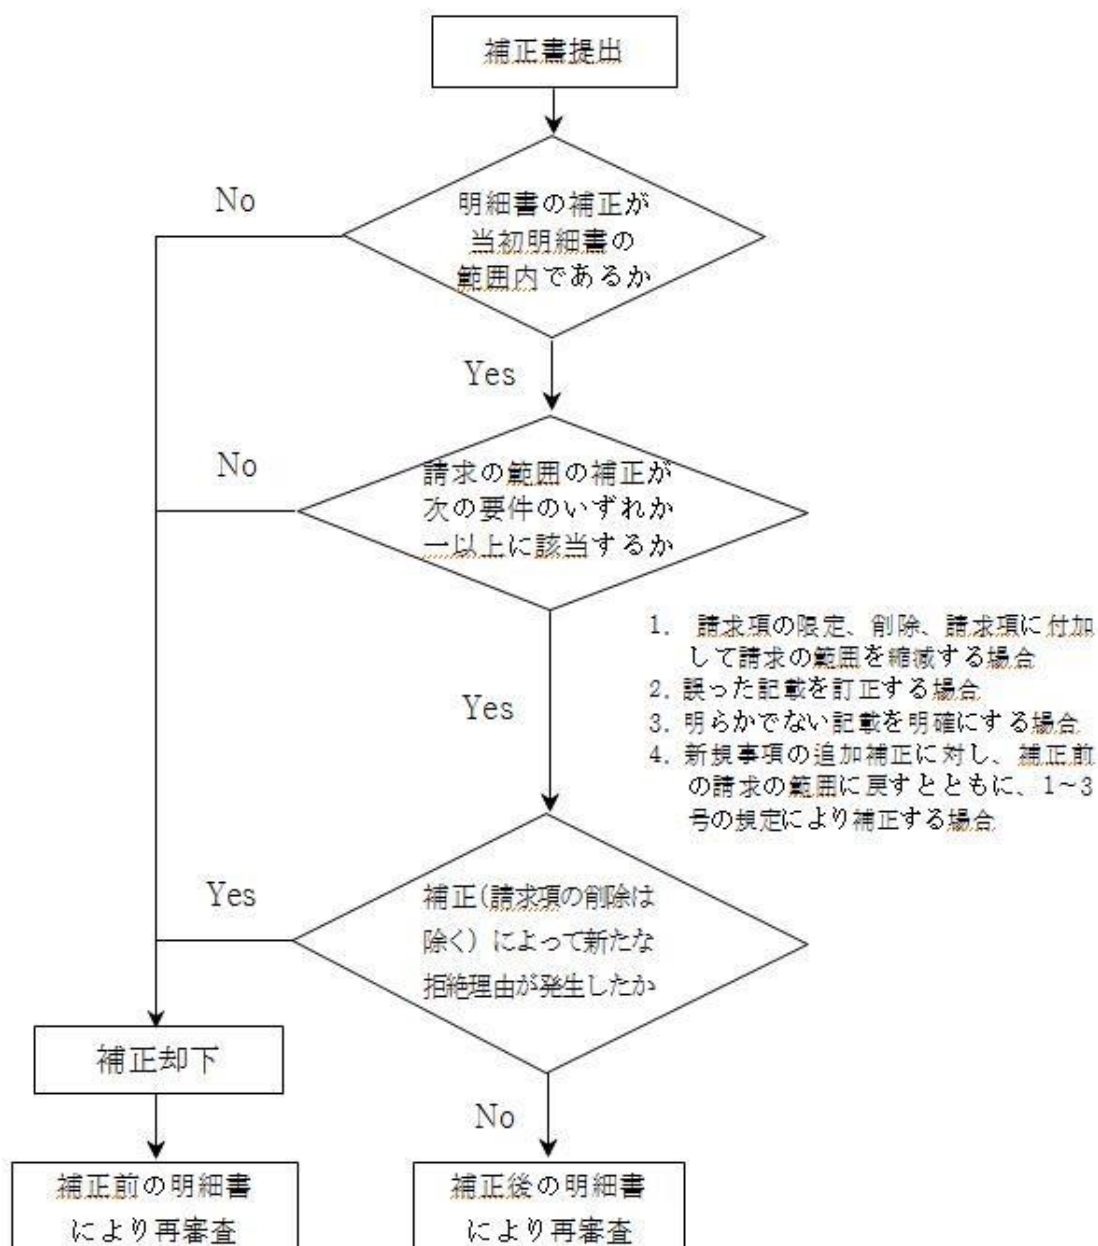 補正書提出
No
明細書の補正が
当初明細書の
範囲内であるか
Yes
No
請求の範囲の補正が
次の要件のいずれか
一以上に該当するか
1. 請求項の限定、削除、請求項に付加
して請求の範囲を縮減する場合
2. 誤った記載を訂正する場合
3. 明らかでない記載を明確にする場合
4. 新規事項の追加補正に対し、補正前
の請求の範囲に戻すとともに、1~3
号の規定により補正する場合
Yes
Yes
補正(請求項の削除は
除く) によって新たな
拒絶理由が発生したか
補正却下
No
補正前の明細書
により再審査
補正後の明細書
により再審査